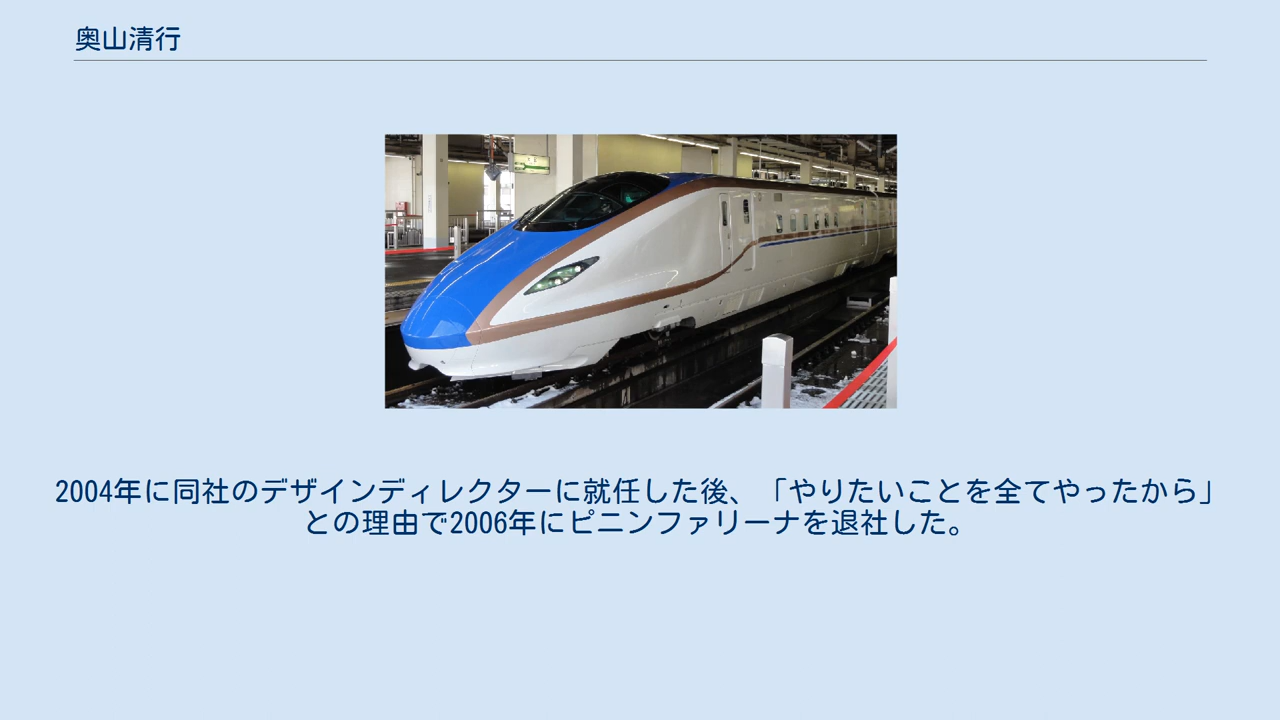 奥山清行
2004年に同社のデザインディレクターに就任した後、「やりたいことを全てやったから」
との理由で2006年にピニンファリーナを退社した。